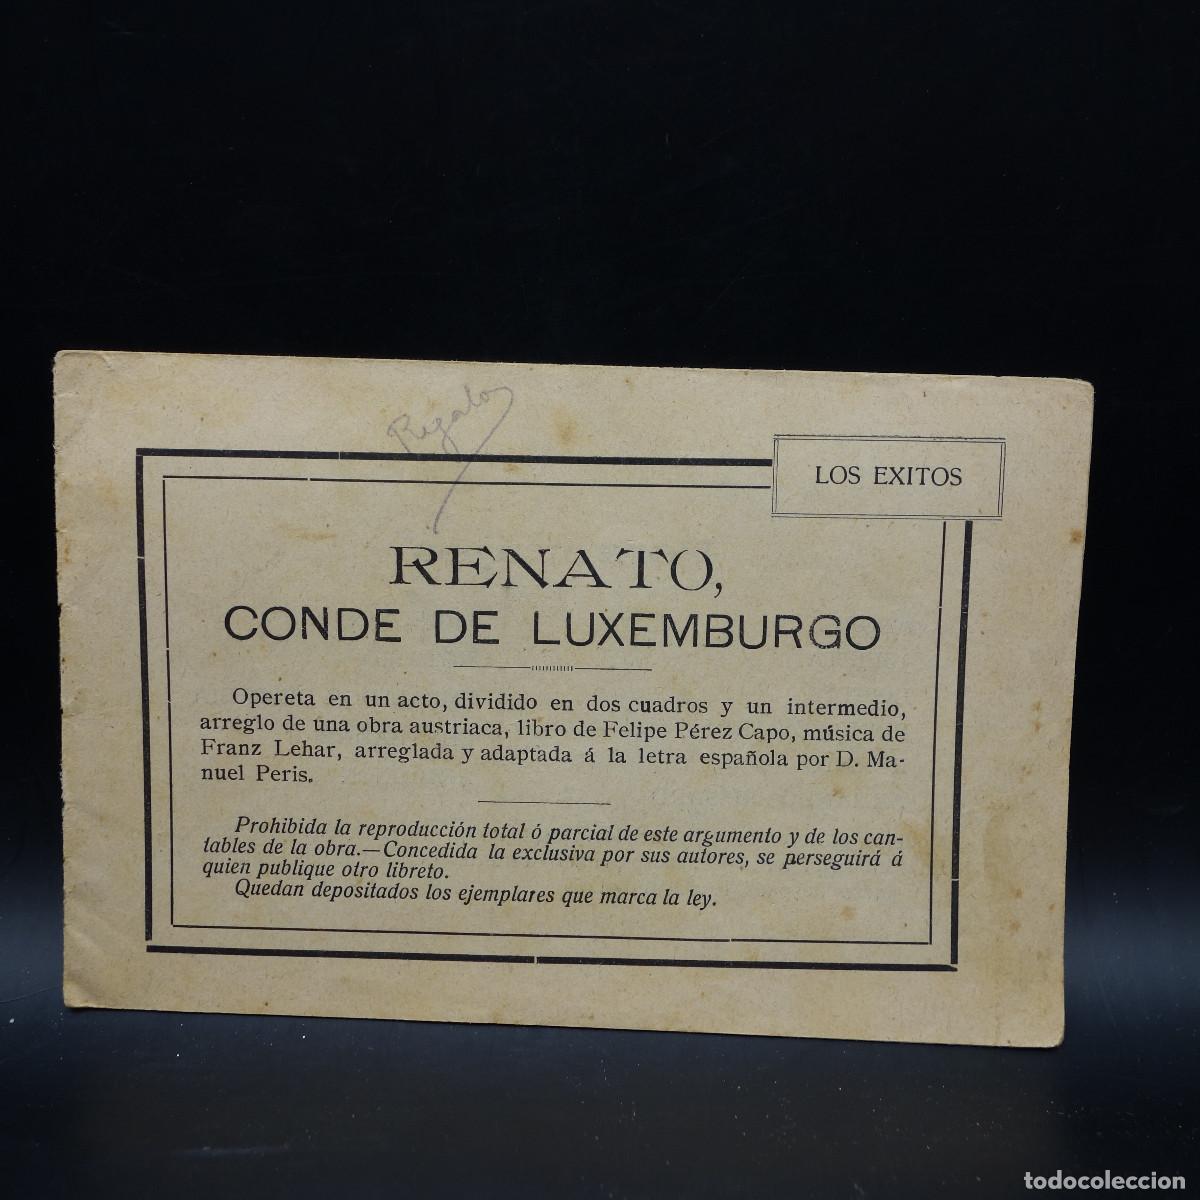 Regalo
LOS EXITOS
RENATO,
CONDE DE LUXEMBURGO
Opereta en un acto, dividido en dos cuadros y un intermedio,
arreglo de una obra austriaca, libro de Felipe Pérez Capo, música de
Franz Lehar, arreglada y adaptada á la letra española por D. Ma-
nuel Peris.
Prohibida la reproducción total ó parcial de este argumento y de los can-
tables de la obra.—Concedida la exclusiva por sus autores, se perseguirá á
quien publique otro libreto.
Quedan depositados los ejemplares que marca la ley.
todocoleccion